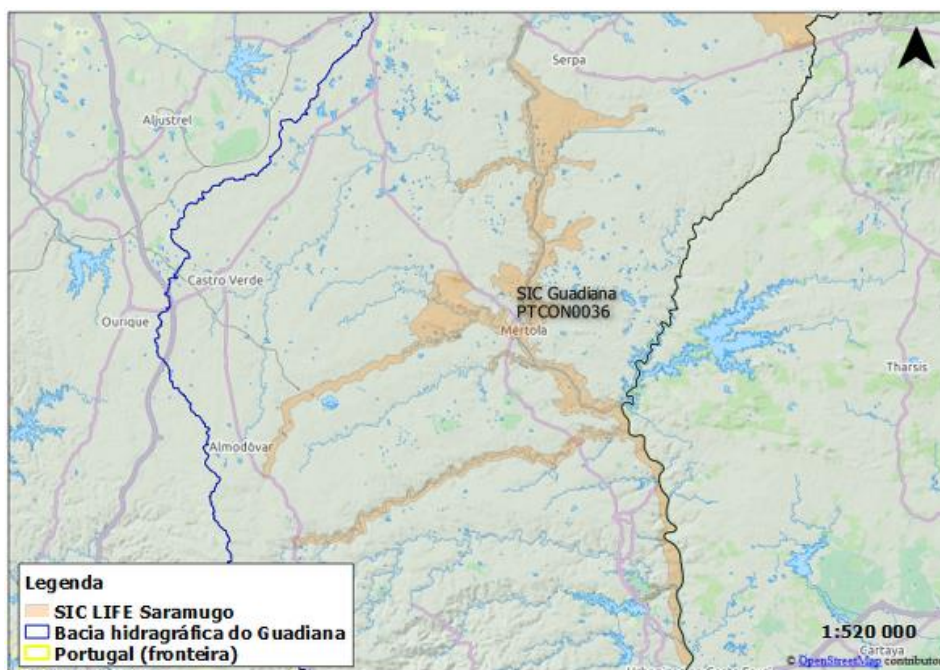 Serpa
Aljustrel
Castro Verde
SIC Guadiana
PTCON0036
Ourique
Mértola
Tharsis
Almodôvar
Legenda
SIC LIFE Saramugo
Bacia hidragráfica do Guadiana
Portugal (fronteira)
1:520 000
Cartaya
© OpenStreetMap contributo